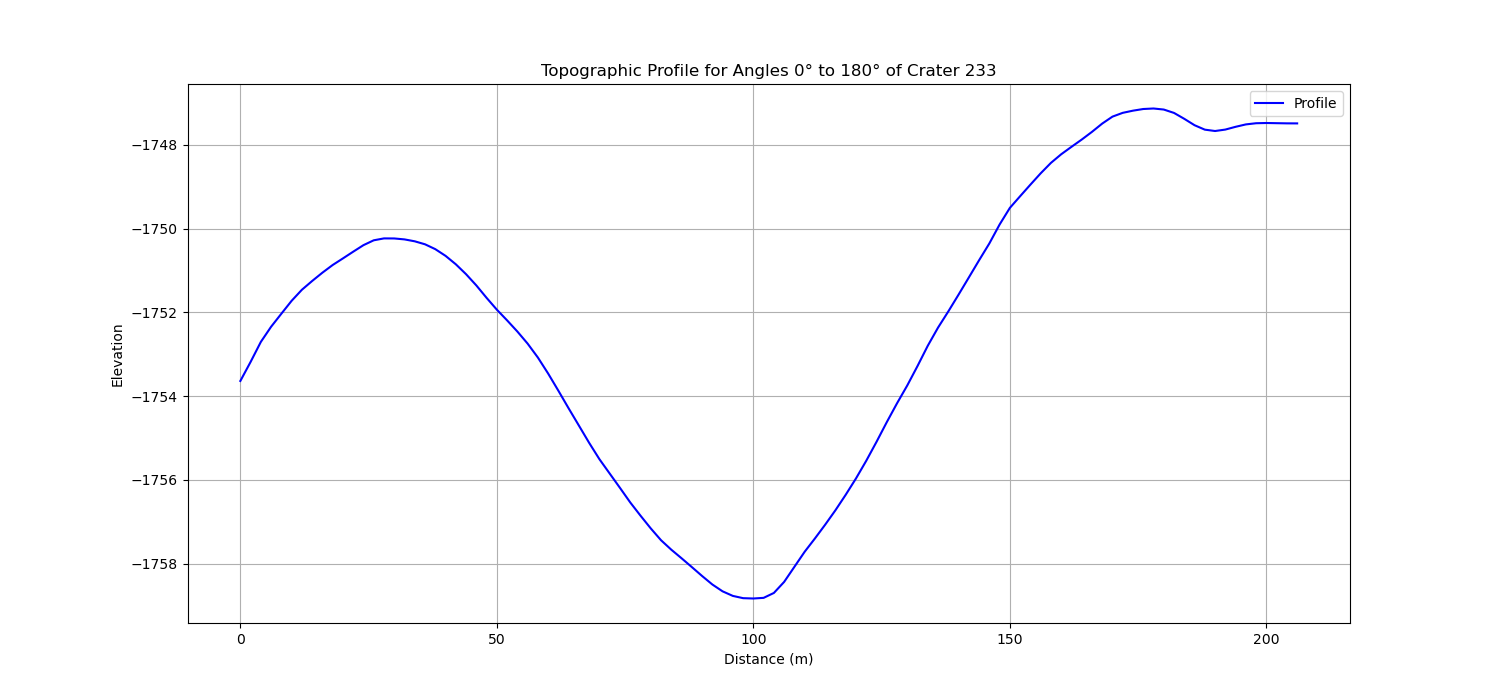 Topographic Profile for Angles 0° to 180° of Crater 233
Profile
−1748
−1750
−1752
−1754
−1756
−1758
Elevation
0 50 100 150 200
Distance (m)